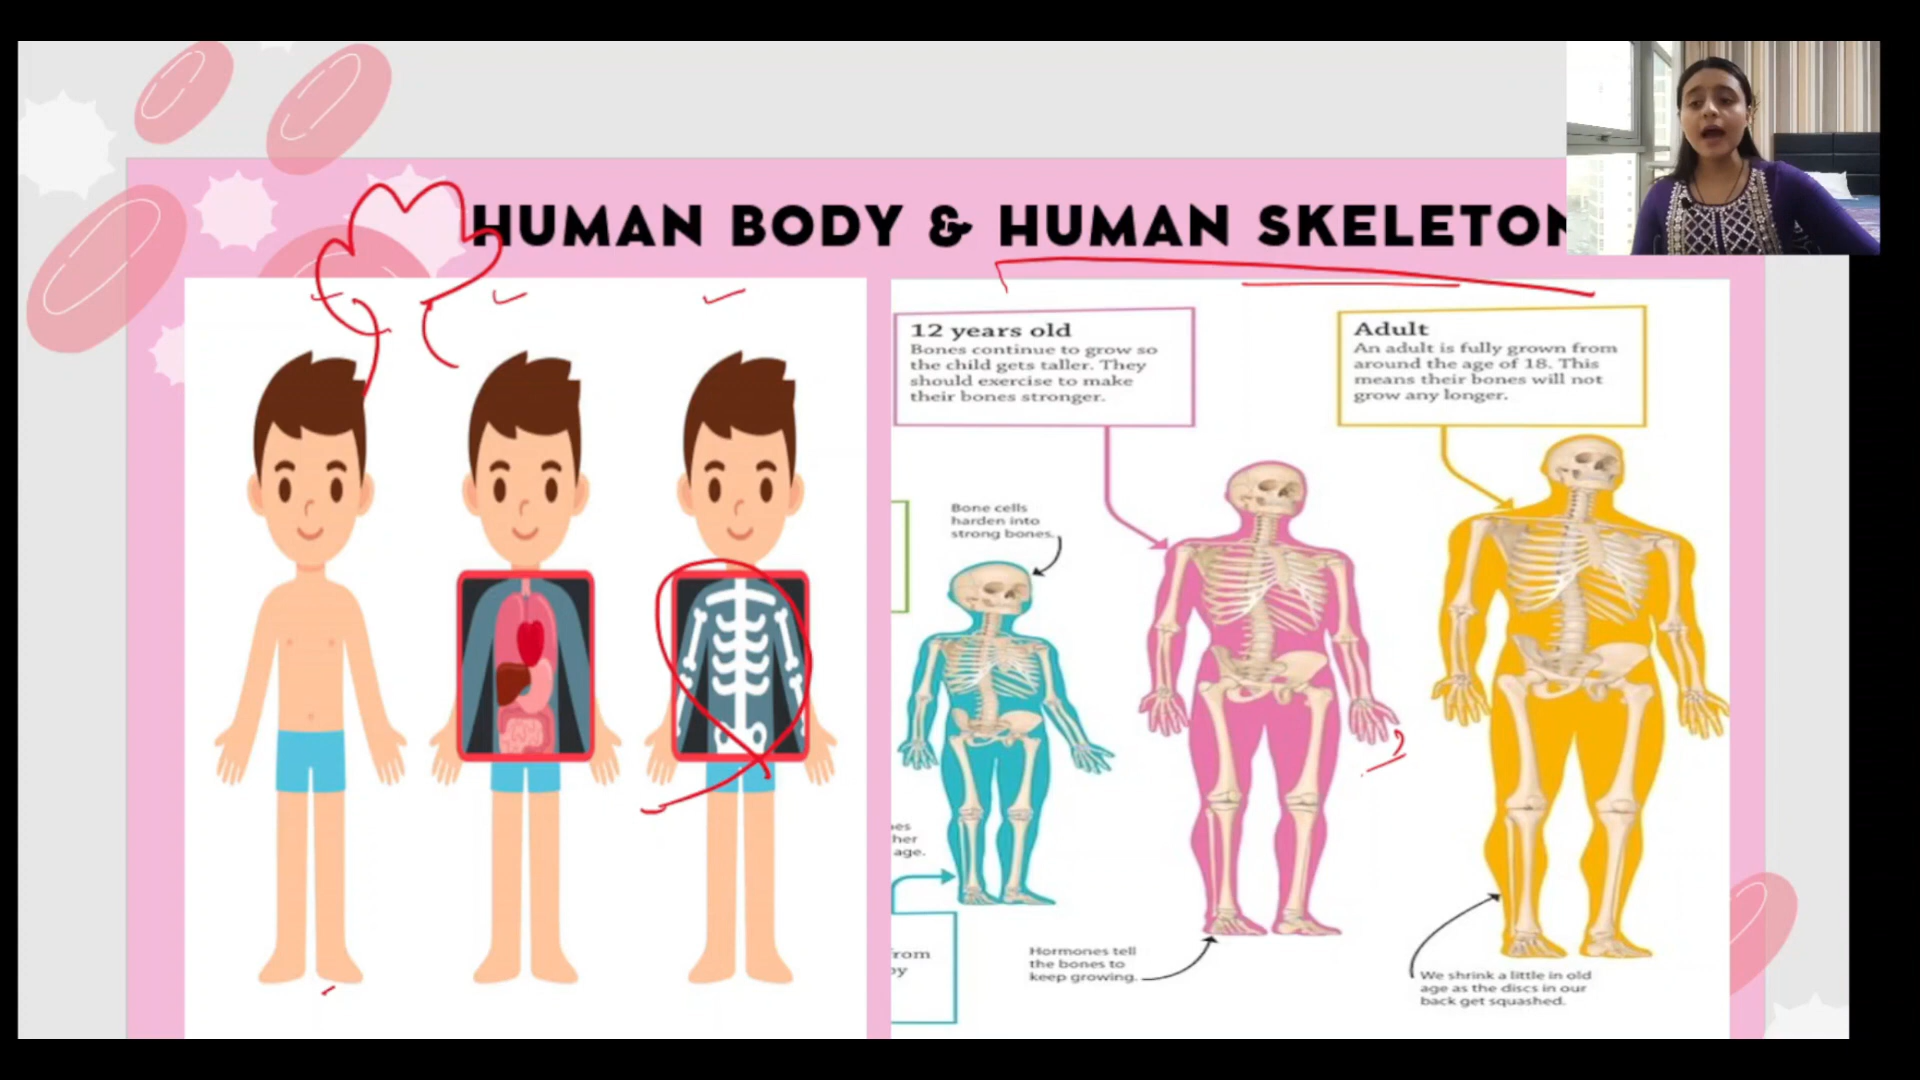 HUMAN BODY & HUMAN SKELETON
12 years old
Bones continue to grow so
the child gets taller. They
should exercise to make
their bones stronger.
Adult
An adult is fully grown from
around the age of 18. This
means their bones will not
grow any longer.
Bone cells
harden into
strong bones.
her
age.
Hormones tell
the bones to
keep growing.
We shrink a little in old
age as the discs in our
back get squashed.